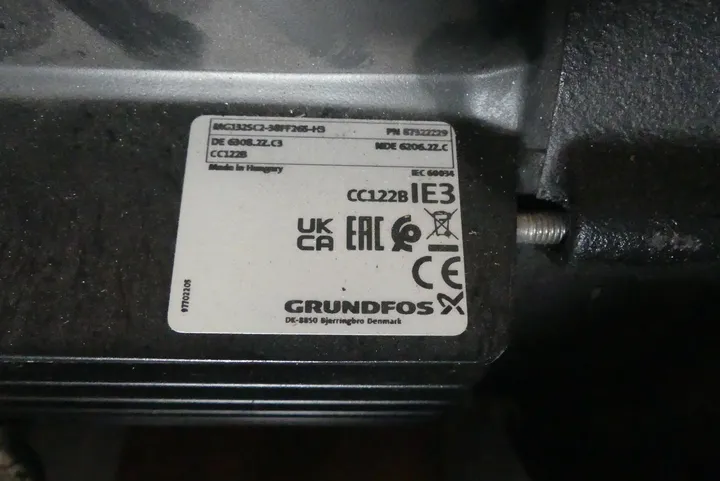 MG132SC2-38FF265-H3 PN 87322229
DE 6308.2Z.C3 NDE 6206.2Z.C
CC122B
Made in Hungary IEC 60034
CC122B IE3
UK
CA EAC
CE
97702205
GRUNDFOS
DK-8850 Bjerringbro Denmark